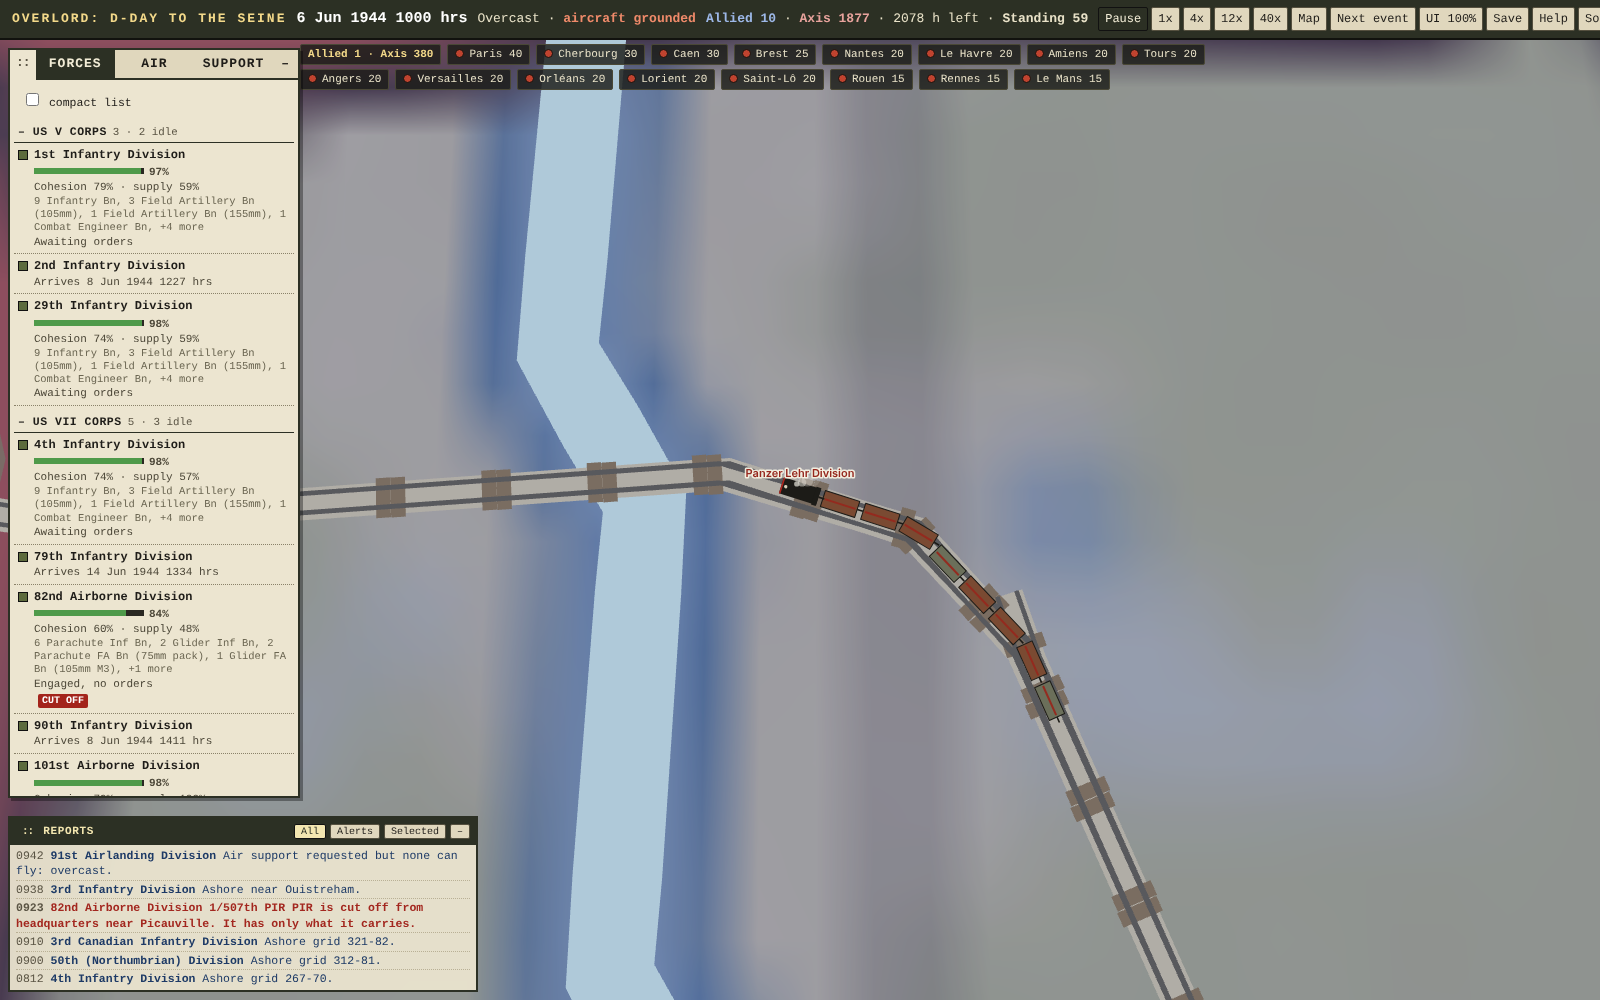 OVERLORD: D-DAY TO THE SEINE 6 Jun 1944 1000 hrs Overcast · aircraft grounded Allied 10 · Axis 1877 · 2078 h left · Standing 59 Pause 1x 4x 12x 40x Map Next event UI 100% Save Help So
Allied 1 · Axis 380 Paris 40 Cherbourg 30 Caen 30 Brest 25 Nantes 20 Le Havre 20 Amiens 20 Tours 20
Angers 20 Versailles 20 Orléans 20 Lorient 20 Saint-Lô 20 Rouen 15 Rennes 15 Le Mans 15
:: FORCES AIR SUPPORT –
compact list
– US V CORPS 3 · 2 idle
1st Infantry Division
97%
Cohesion 79% · supply 59%
9 Infantry Bn, 3 Field Artillery Bn
(105mm), 1 Field Artillery Bn (155mm), 1
Combat Engineer Bn, +4 more
Awaiting orders
2nd Infantry Division
Arrives 8 Jun 1944 1227 hrs
29th Infantry Division
98%
Cohesion 74% · supply 59%
9 Infantry Bn, 3 Field Artillery Bn
(105mm), 1 Field Artillery Bn (155mm), 1
Combat Engineer Bn, +4 more
Awaiting orders
– US VII CORPS 5 · 3 idle
4th Infantry Division
98%
Cohesion 74% · supply 57%
9 Infantry Bn, 3 Field Artillery Bn
(105mm), 1 Field Artillery Bn (155mm), 1
Combat Engineer Bn, +4 more
Awaiting orders
79th Infantry Division
Arrives 14 Jun 1944 1334 hrs
82nd Airborne Division
84%
Cohesion 60% · supply 48%
6 Parachute Inf Bn, 2 Glider Inf Bn, 2
Parachute FA Bn (75mm pack), 1 Glider FA
Bn (105mm M3), +1 more
Engaged, no orders
CUT OFF
90th Infantry Division
Arrives 8 Jun 1944 1411 hrs
101st Airborne Division
98%
Panzer Lehr Division
:: REPORTS All Alerts Selected –
0942 91st Airlanding Division Air support requested but none can
fly: overcast.
0938 3rd Infantry Division Ashore near Ouistreham.
0923 82nd Airborne Division 1/507th PIR PIR is cut off from
headquarters near Picauville. It has only what it carries.
0910 3rd Canadian Infantry Division Ashore grid 321-82.
0900 50th (Northumbrian) Division Ashore grid 312-81.
0812 4th Infantry Division Ashore grid 267-70.